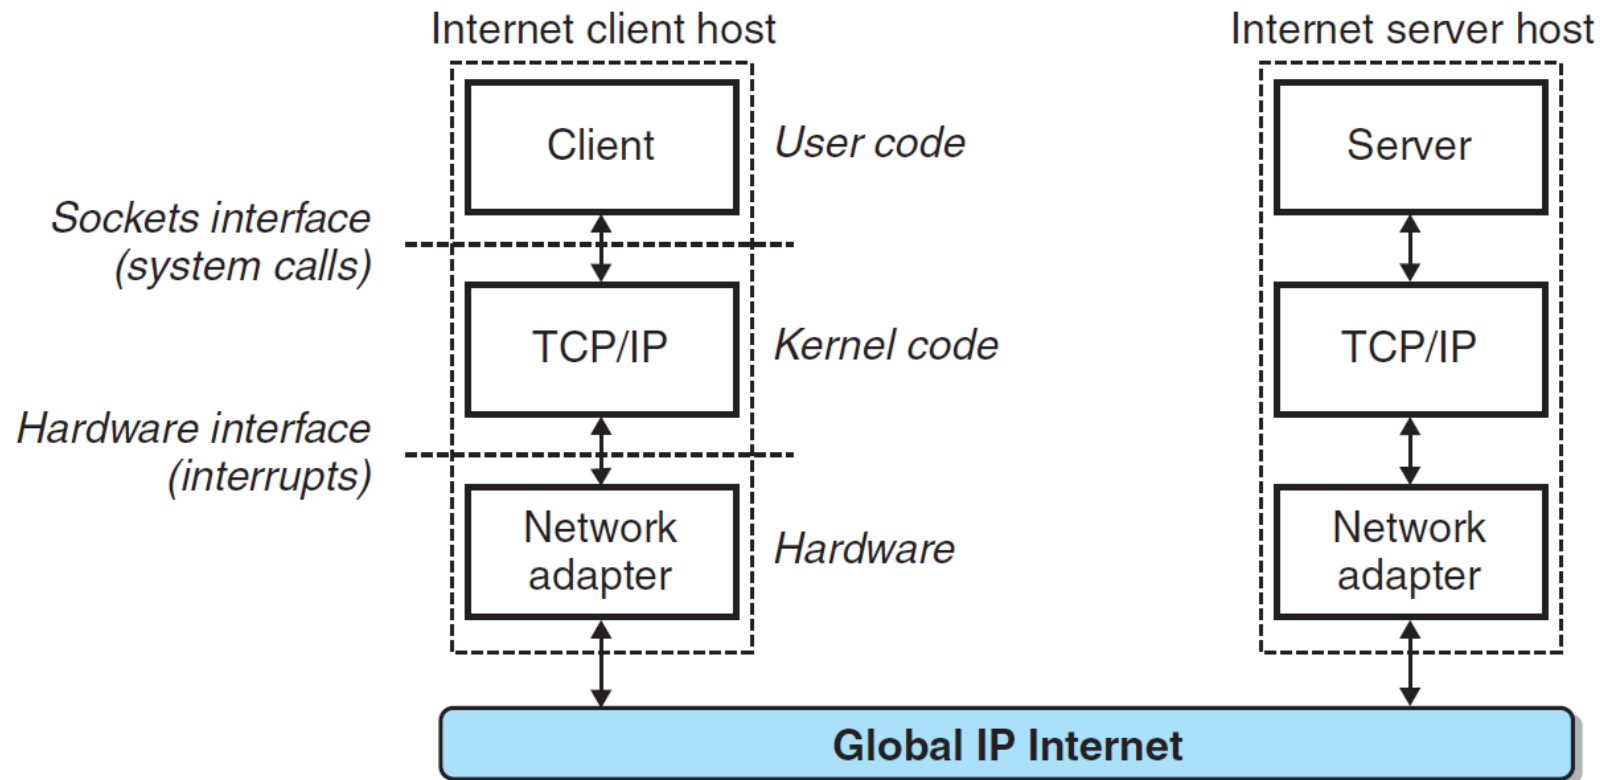 Internet client host
Internet server host
Client
User code
Server
Sockets interface
(system calls)
TCP/IP
Kernel code
TCP/IP
Hardware interface
(interrupts)
Network
adapter
Hardware
Network
adapter
Global IP Internet